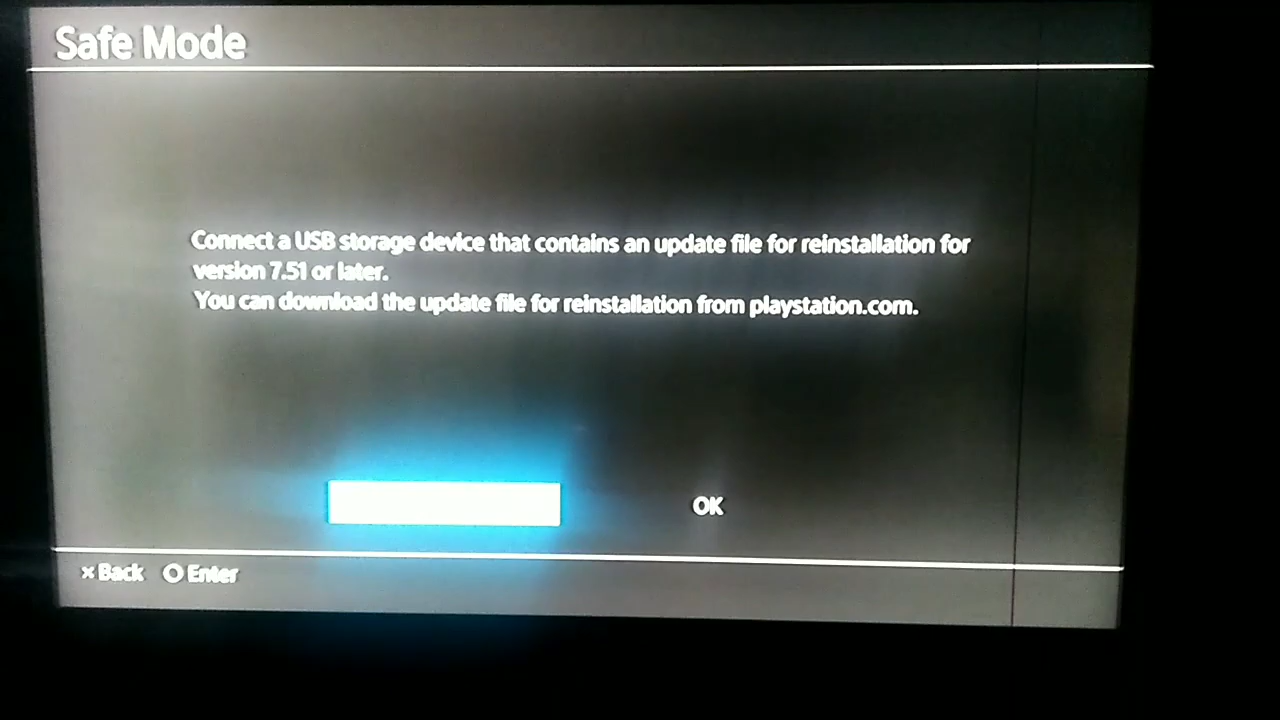 Safe Mode
Connect a USB storage device that contains an update file for reinstallation for
version 7.51 or later.
You can download the update file for reinstallation from playstation.com.
OK
× Back ○ Enter